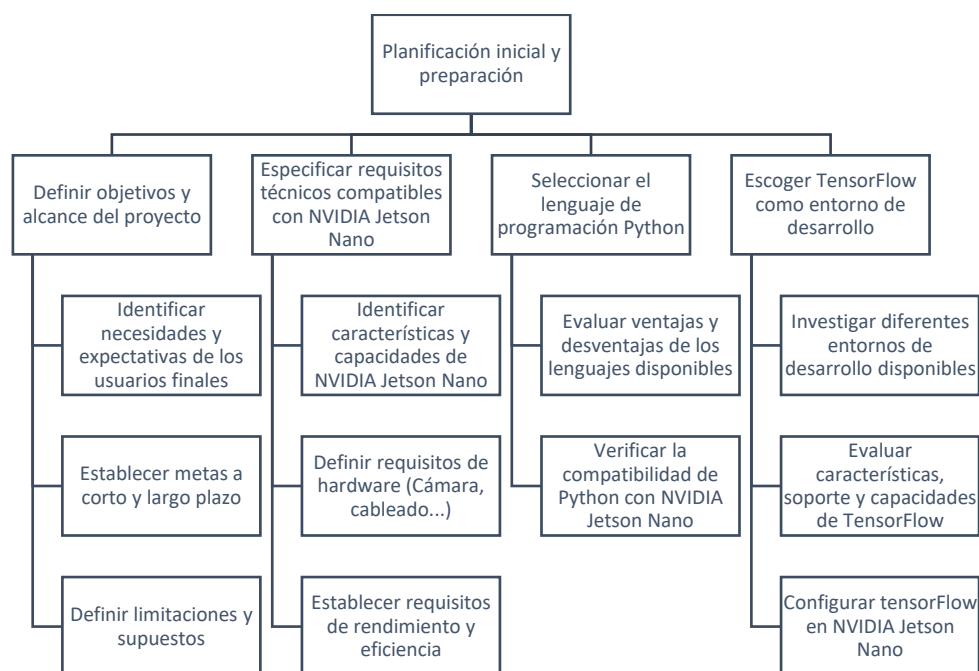 Planificación inicial y
preparación
Definir objetivos y
alcance del proyecto
Especificar requisitos
técnicos compatibles
con NVIDIA Jetson
Nano
Seleccionar el
lenguaje de
programación Python
Escoger TensorFlow
como entorno de
desarrollo
Identificar
necesidades y
expectativas de los
usuarios finales
Identificar
características y
capacidades de
NVIDIA Jetson Nano
Evaluar ventajas y
desventajas de los
lenguajes disponibles
Investigar diferentes
entornos de
desarrollo disponibles
Establecer metas a
corto y largo plazo
Definir requisitos de
hardware (Cámara,
cableado...)
Verificar la
compatibilidad de
Python con NVIDIA
Jetson Nano
Evaluar
características,
soporte y capacidades
de TensorFlow
Definir limitaciones y
supuestos
Establecer requisitos
de rendimiento y
eficiencia
Configurar tensorFlow
en NVIDIA Jetson
Nano